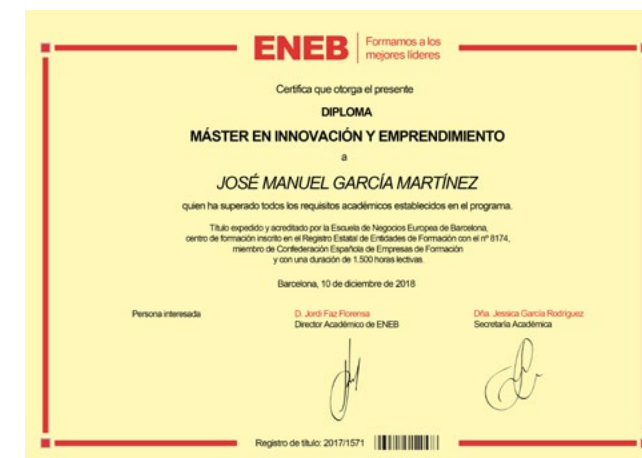 ENEB
Formamos a los
mejores líderes
Certifica que otorga el presente
DIPLOMA
MÁSTER EN INNOVACIÓN Y EMPRENDIMIENTO
a
JOSÉ MANUEL GARCÍA MARTÍNEZ
quien ha superado todos los requisitos académicos establecidos en el programa.
Título expedido y acreditado por la Escuela de Negocios Europea de Barcelona,
centro de formación inscrito en el Registro Estatal de Entidades de Formación con el nº 8174,
miembro de Confederación Española de Empresas de Formación
y con una duración de 1.500 horas lectivas.
Barcelona, 10 de diciembre de 2018
Persona interesada
D. Jordi Faz Florensa
Director Académico de ENEB
Dña. Jessica García Rodríguez
Secretaría Académica
Registro de título: 2017/1571